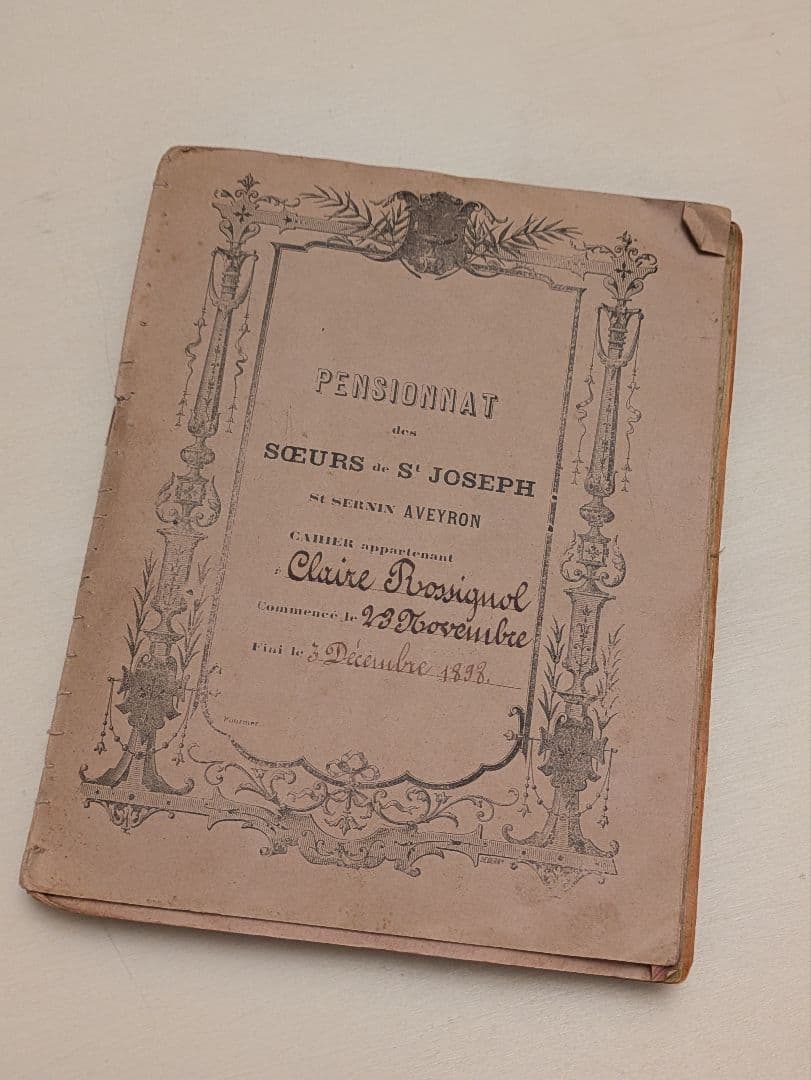 PENSIONNAT
des
SŒURS de St JOSEPH
St SERNIN AVEYRON
CAHIER appartenant
à Claire Rossignol
Commencé le 23 Novembre
Fini le 3 Décembre 1898.